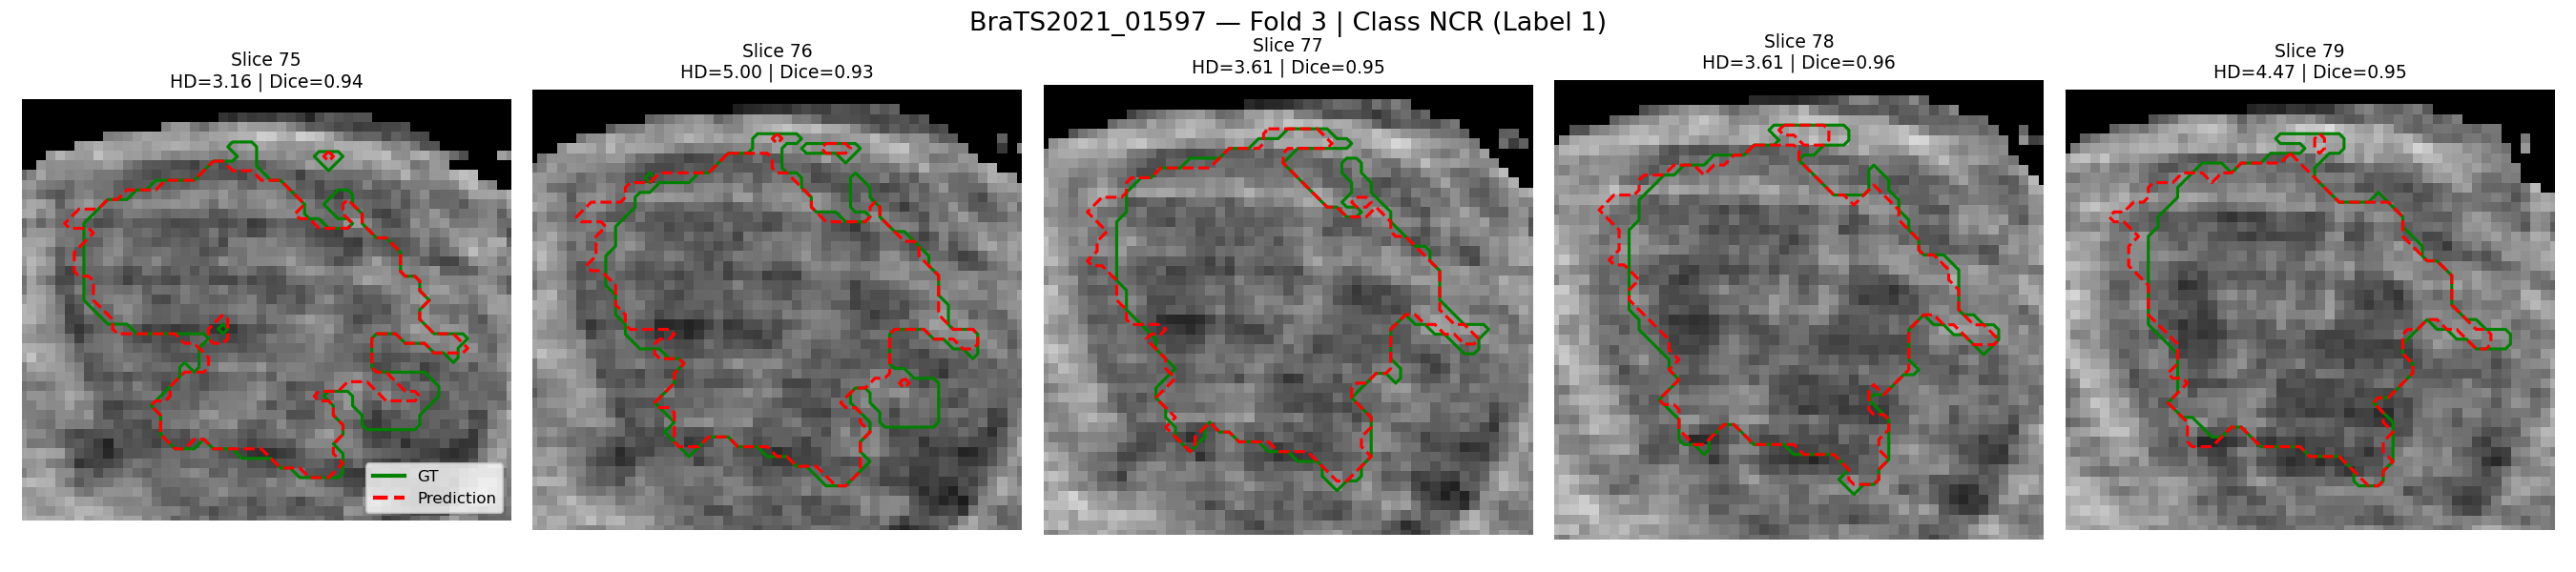 BraTS2021_01597 — Fold 3 | Class NCR (Label 1)
Slice 75
HD=3.16 | Dice=0.94
Slice 76
HD=5.00 | Dice=0.93
Slice 77
HD=3.61 | Dice=0.95
Slice 78
HD=3.61 | Dice=0.96
Slice 79
HD=4.47 | Dice=0.95
GT
Prediction